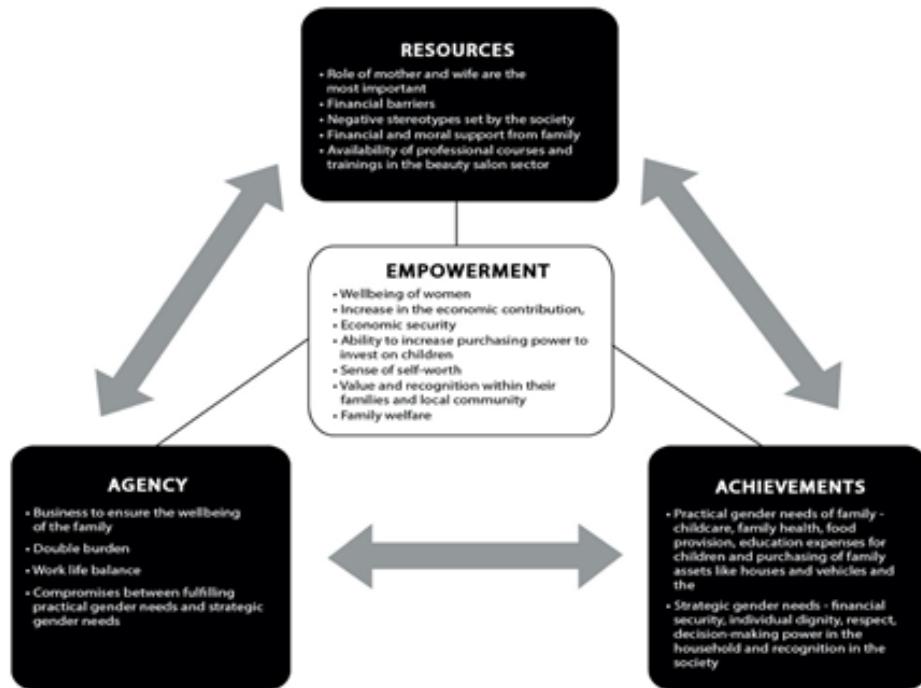 RESOURCES
• Role of mother and wife are the
most important
• Financial barriers
• Negative stereotypes set by the society
• Financial and moral support from family
• Availability of professional courses and
trainings in the beauty salon sector
EMPOWERMENT
• Wellbeing of women
• Increase in the economic contribution,
• Economic security
• Ability to increase purchasing power to
invest on children
• Sense of self-worth
• Value and recognition within their
families and local community
• Family welfare
AGENCY
• Business to ensure the wellbeing
of the family
• Double burden
• Work life balance
• Compromises between fulfilling
practical gender needs and strategic
gender needs
ACHIEVEMENTS
• Practical gender needs of family -
childcare, family health, food
provision, education expenses for
children and purchasing of family
assets like houses and vehicles and
the
• Strategic gender needs - financial
security, individual dignity, respect,
decision-making power in the
household and recognition in the
society